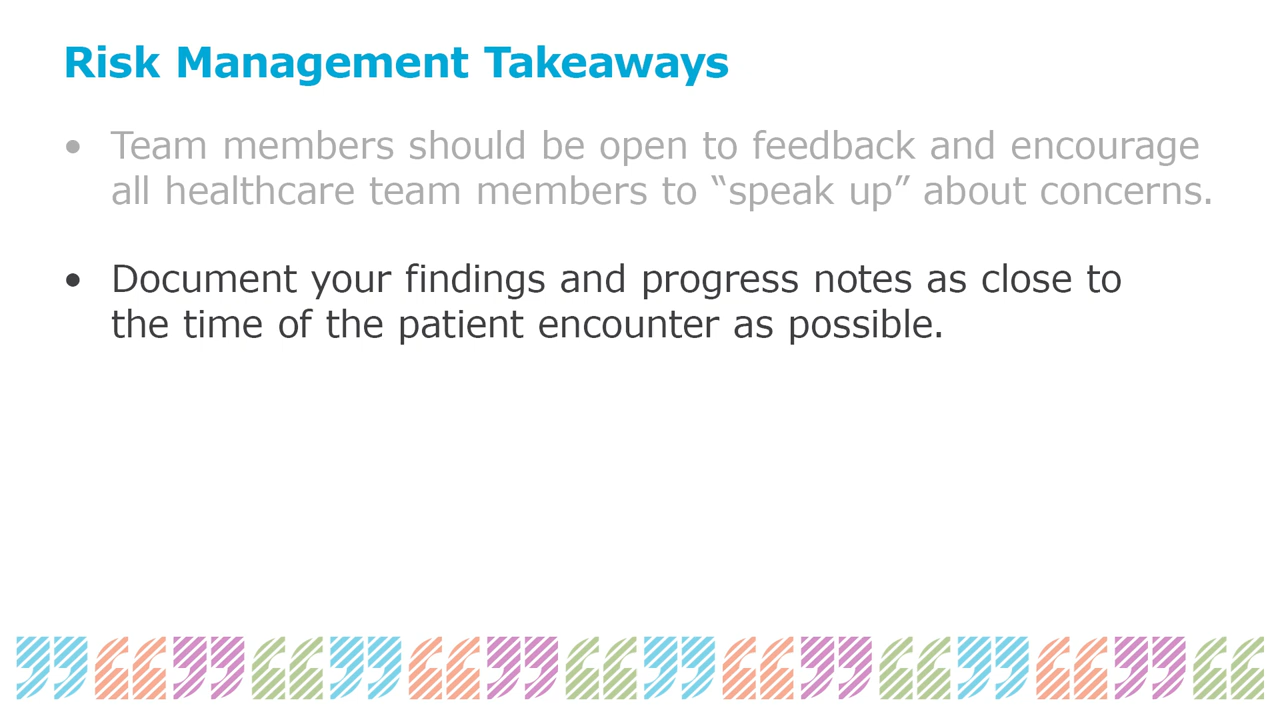 Risk Management Takeaways
• Team members should be open to feedback and encourage
all healthcare team members to “speak up” about concerns.
• Document your findings and progress notes as close to
the time of the patient encounter as possible.